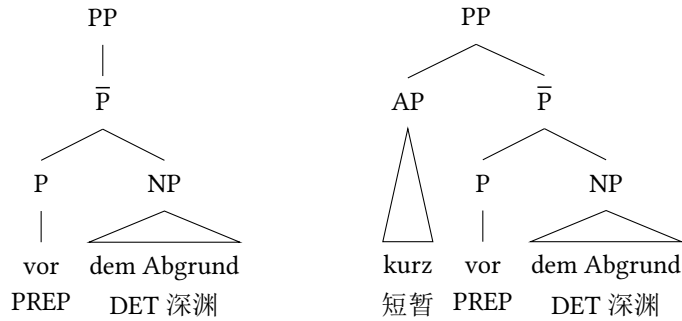 PP PP
P̅ AP P̅
P NP P NP
vor dem Abgrund kurz vor dem Abgrund
PREP DET 深渊 短暂 PREP DET 深渊